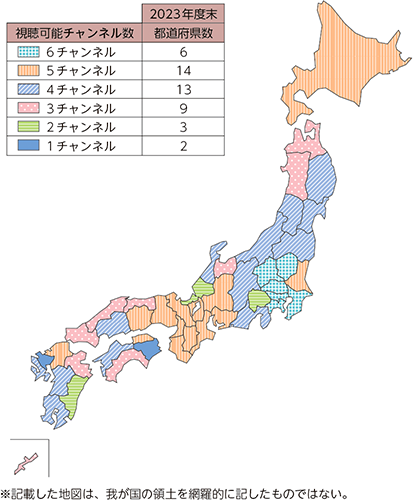 2023年度末
視聴可能チャンネル数 都道府県数
6チャンネル 6
5チャンネル 14
4チャンネル 13
3チャンネル 9
2チャンネル 3
1チャンネル 2
※記載した地図は、我が国の領土を網羅的に記したものではない。